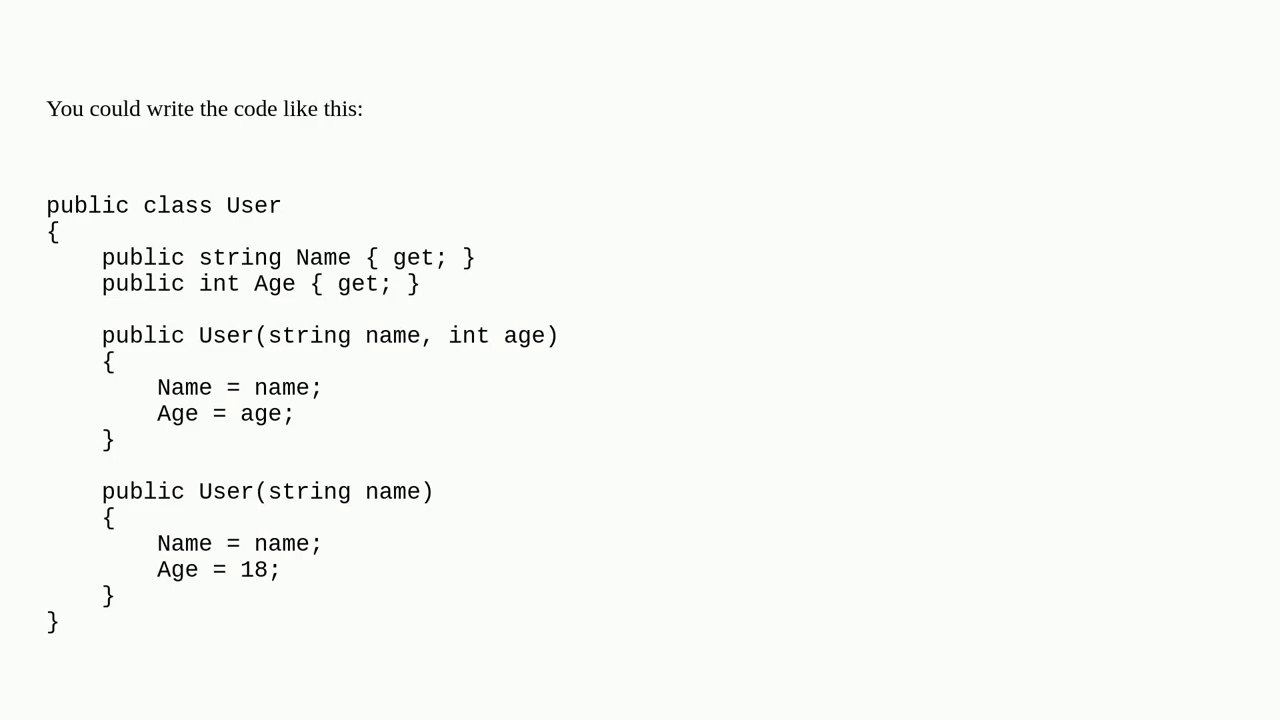 You could write the code like this:
public class User
{
    public string Name { get; }
    public int Age { get; }
    public User(string name, int age)
    {
        Name = name;
        Age = age;
    }
    public User(string name)
    {
        Name = name;
        Age = 18;
    }
}